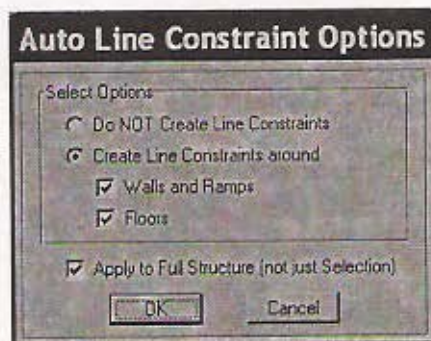 Auto Line Constraint Options
Select Options
Do NOT Create Line Constraints
Create Line Constraints around
Walls and Ramps
Floors
Apply to Full Structure (not just Selection)
OK
Cancel